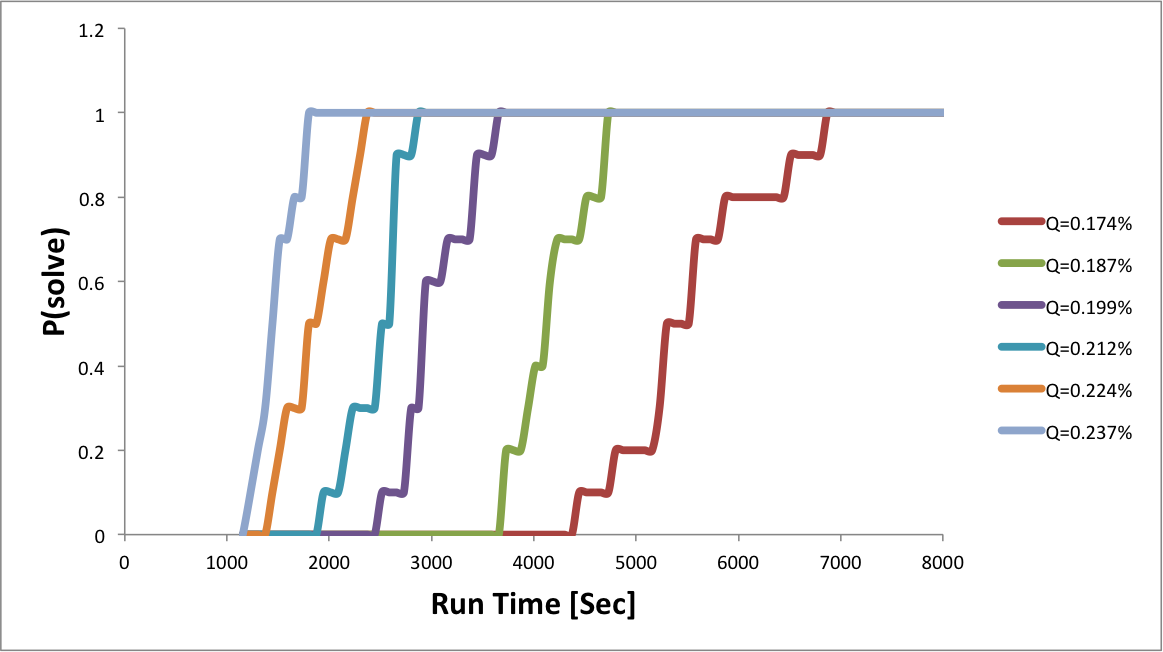 P(solve)
1.2
1
0.8
0.6
0.4
0.2
0
0 1000 2000 3000 4000 5000 6000 7000 8000
Run Time [Sec]
Q=0.174%
Q=0.187%
Q=0.199%
Q=0.212%
Q=0.224%
Q=0.237%